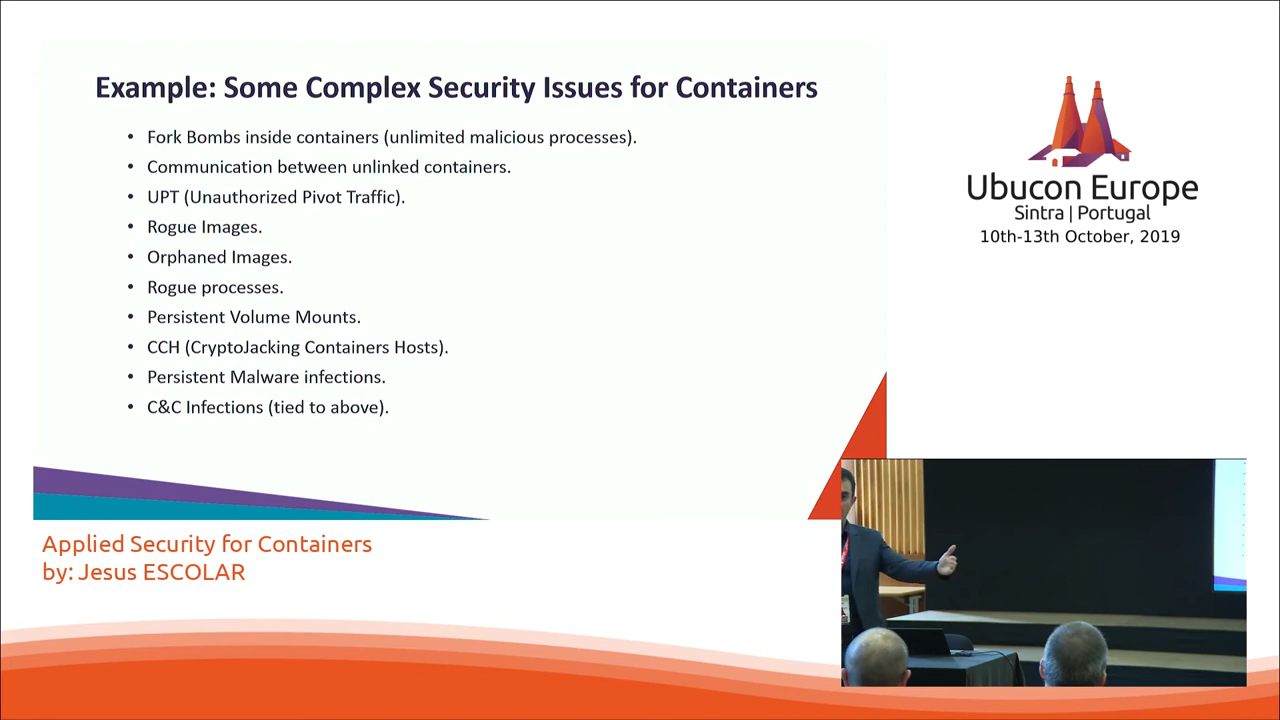 Example: Some Complex Security Issues for Containers
• Fork Bombs inside containers (unlimited malicious processes).
• Communication between unlinked containers.
• UPT (Unauthorized Pivot Traffic).
• Rogue Images.
• Orphaned Images.
• Rogue processes.
• Persistent Volume Mounts.
• CCH (CryptoJacking Containers Hosts).
• Persistent Malware infections.
• C&C Infections (tied to above).
Ubucon Europe
Sintra | Portugal
10th-13th October, 2019
Applied Security for Containers
by: Jesus ESCOLAR